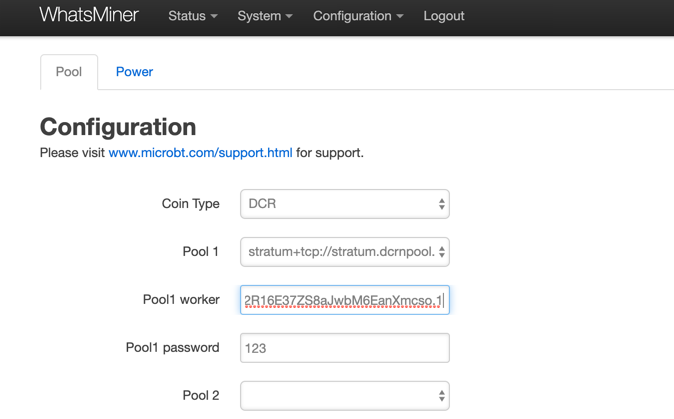 WhatsMiner Status System Configuration Logout
Pool Power
Configuration
Please visit www.microbt.com/support.html for support.
Coin Type DCR
Pool 1 stratum+tcp://stratum.dcrnpool.
Pool1 worker 2R16E37ZS8aJwbM6EanXmcso.1
Pool1 password 123
Pool 2